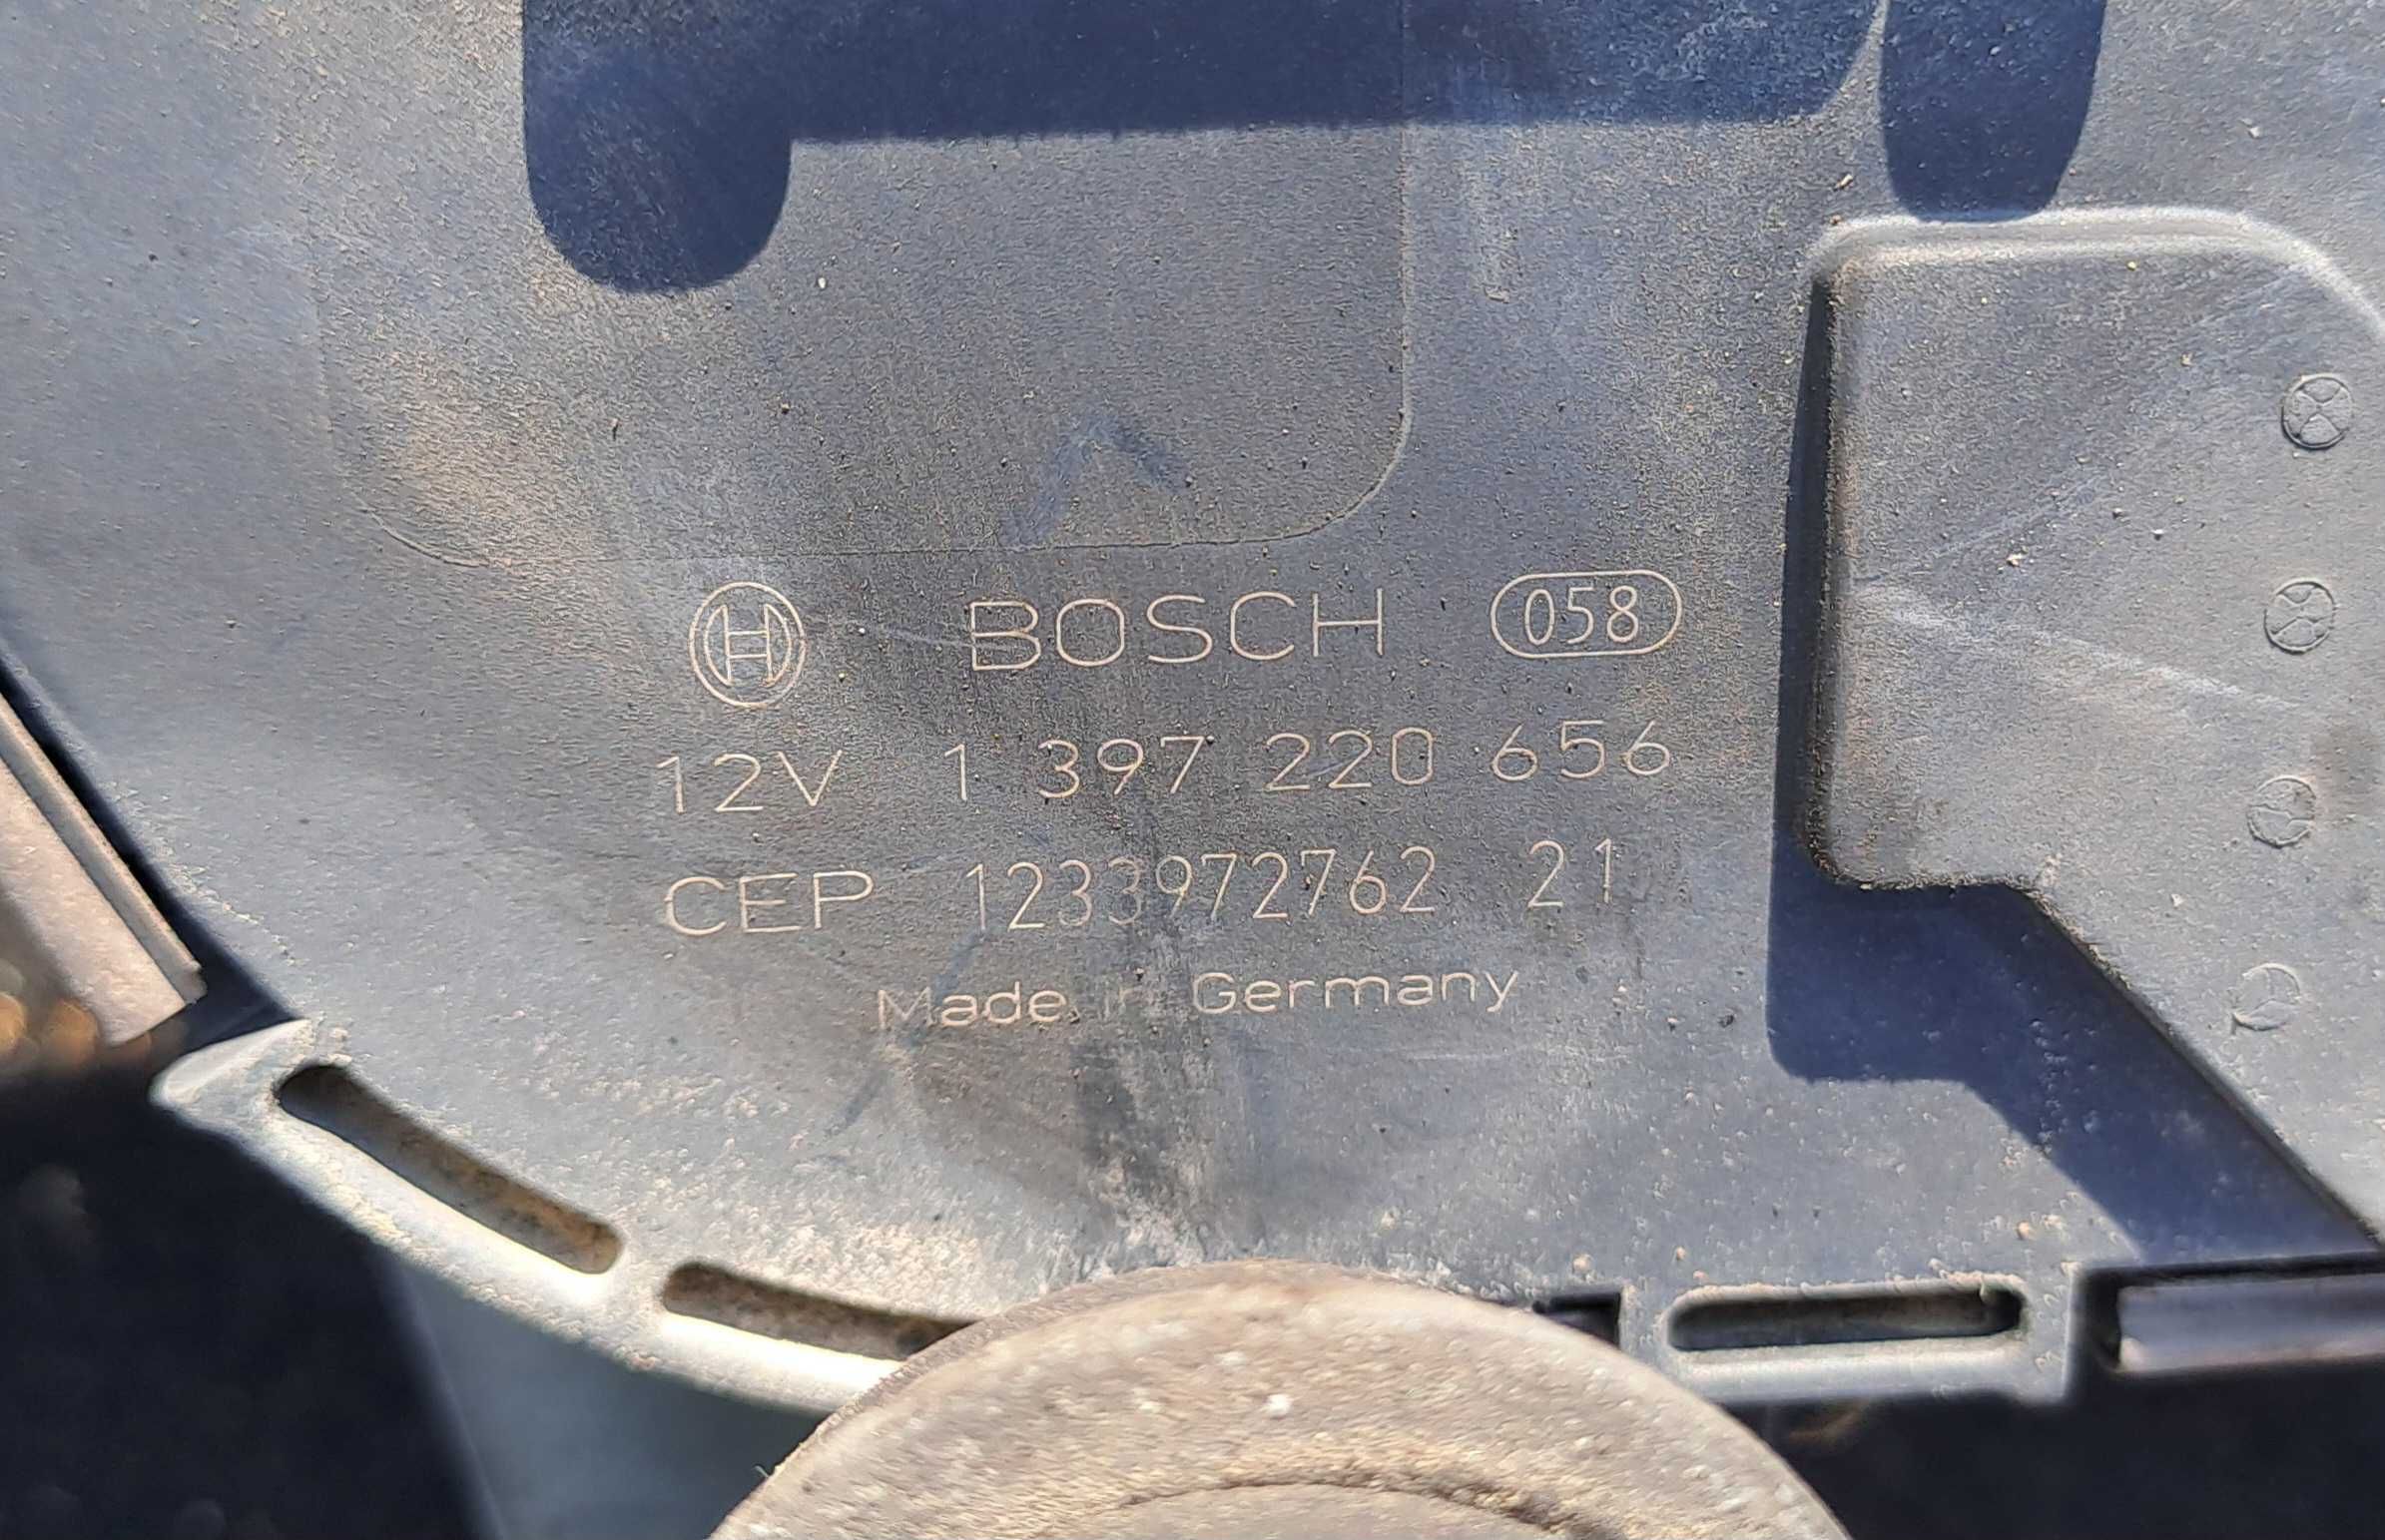 BOSCH 058
12V 1 397 220 656
CEP 1233972762 21
Made in Germany